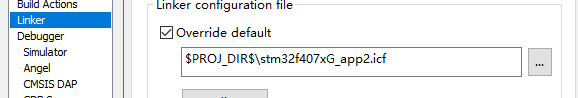 Build Actions
Linker
Debugger
Simulator
Angel
CMSIS DAP
Linker configuration file
Override default
$PROJ_DIR$\stm32f407xG_app2.icf
...